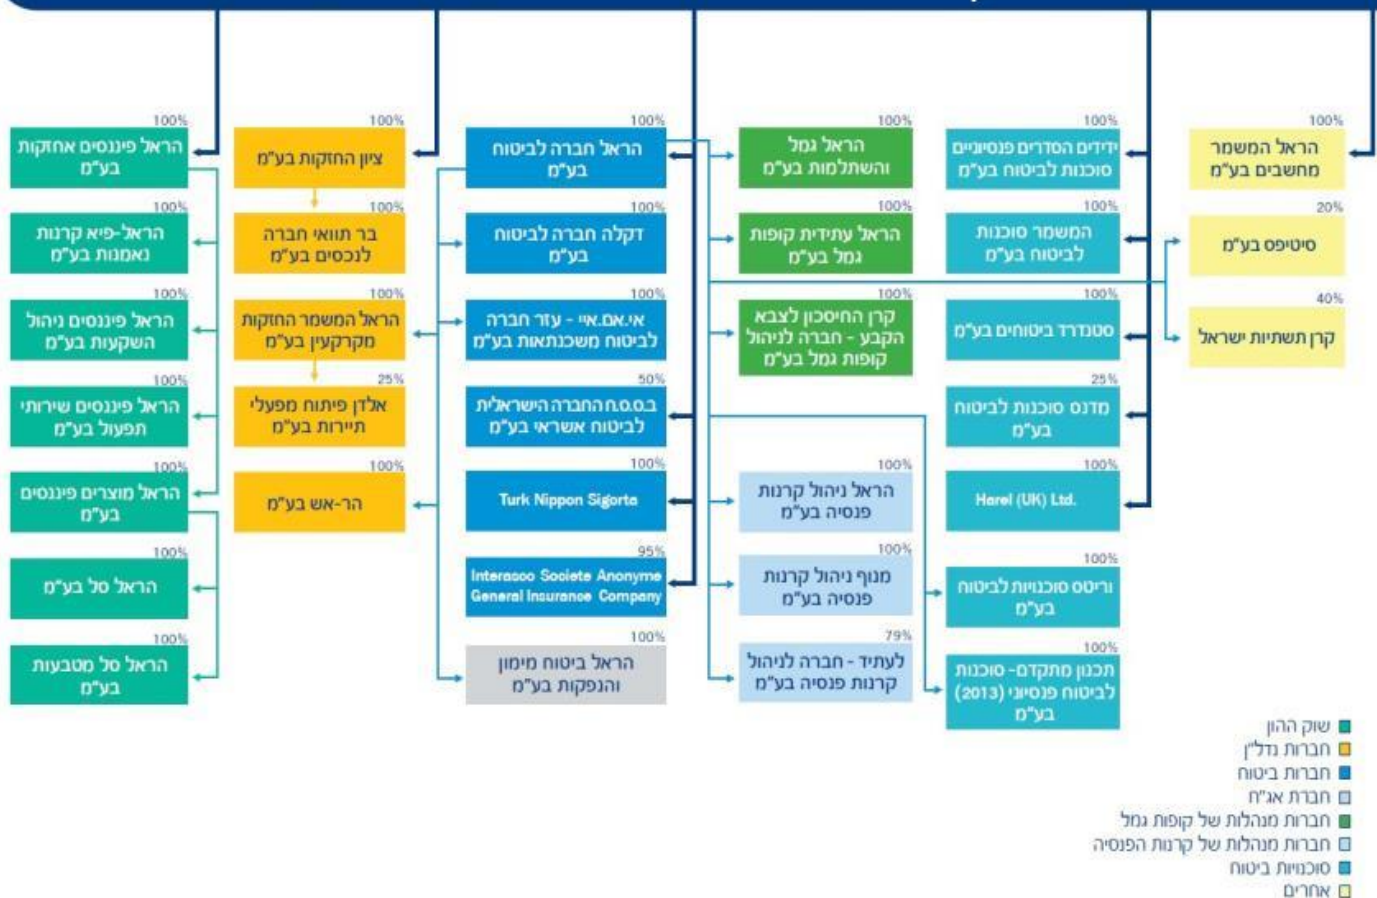 100%
הראל המשמר
מחשבים בע"מ
20%
סיטיפס בע"מ
40%
קרן תשתיות ישראל
100%
ידידים הסדרים פנסיוניים
סוכנות לביטוח בע"מ
100%
המשמר סוכנות
לביטוח בע"מ
100%
סטנדרד ביטוחים בע"מ
25%
מדנס סוכנות לביטוח
בע"מ
100%
Harel (UK) Ltd.
100%
וריטס סוכנויות לביטוח
בע"מ
100%
תכנון מתקדם- סוכנות
לביטוח פנסיוני (2013)
בע"מ
100%
הראל גמל
והשתלמות בע"מ
100%
הראל עתידית קופות
גמל בע"מ
100%
קרן החיסכון לצבא
הקבע - חברה לניהול
קופות גמל בע"מ
100%
הראל ניהול קרנות
פנסיה בע"מ
100%
מנוף ניהול קרנות
פנסיה בע"מ
79%
לעתיד - חברה לניהול
קרנות פנסיה בע"מ
100%
הראל חברה לביטוח
בע"מ
100%
דקלה חברה לביטוח
בע"מ
100%
אי.אם.איי - עזר חברה
לביטוח משכנתאות בע"מ
50%
ב.ס.ס.ח החברה הישראלית
לביטוח אשראי בע"מ
100%
Turk Nippon Sigorta
95%
Interasco Societe Anonyme
General Insurance Company
100%
הראל ביטוח מימון
והנפקות בע"מ
100%
ציון החזקות בע"מ
100%
בר תוואי חברה
לנכסים בע"מ
100%
הראל המשמר החזקות
מקרקעין בע"מ
25%
אלדן פיתוח מפעלי
תיירות בע"מ
100%
הר-אש בע"מ
100%
הראל פיננסים אחזקות
בע"מ
100%
הראל-פיא קרנות
נאמנות בע"מ
100%
הראל פיננסים ניהול
השקעות בע"מ
100%
הראל פיננסים שירותי
תפעול בע"מ
100%
הראל מוצרים פיננסים
בע"מ
100%
הראל סל בע"מ
100%
הראל סל מטבעות
בע"מ
שוק ההון
חברות נדל"ן
חברות ביטוח
חברת אג"ח
חברות מנהלות של קופות גמל
חברות מנהלות של קרנות הפנסיה
סוכנויות ביטוח
אחרים